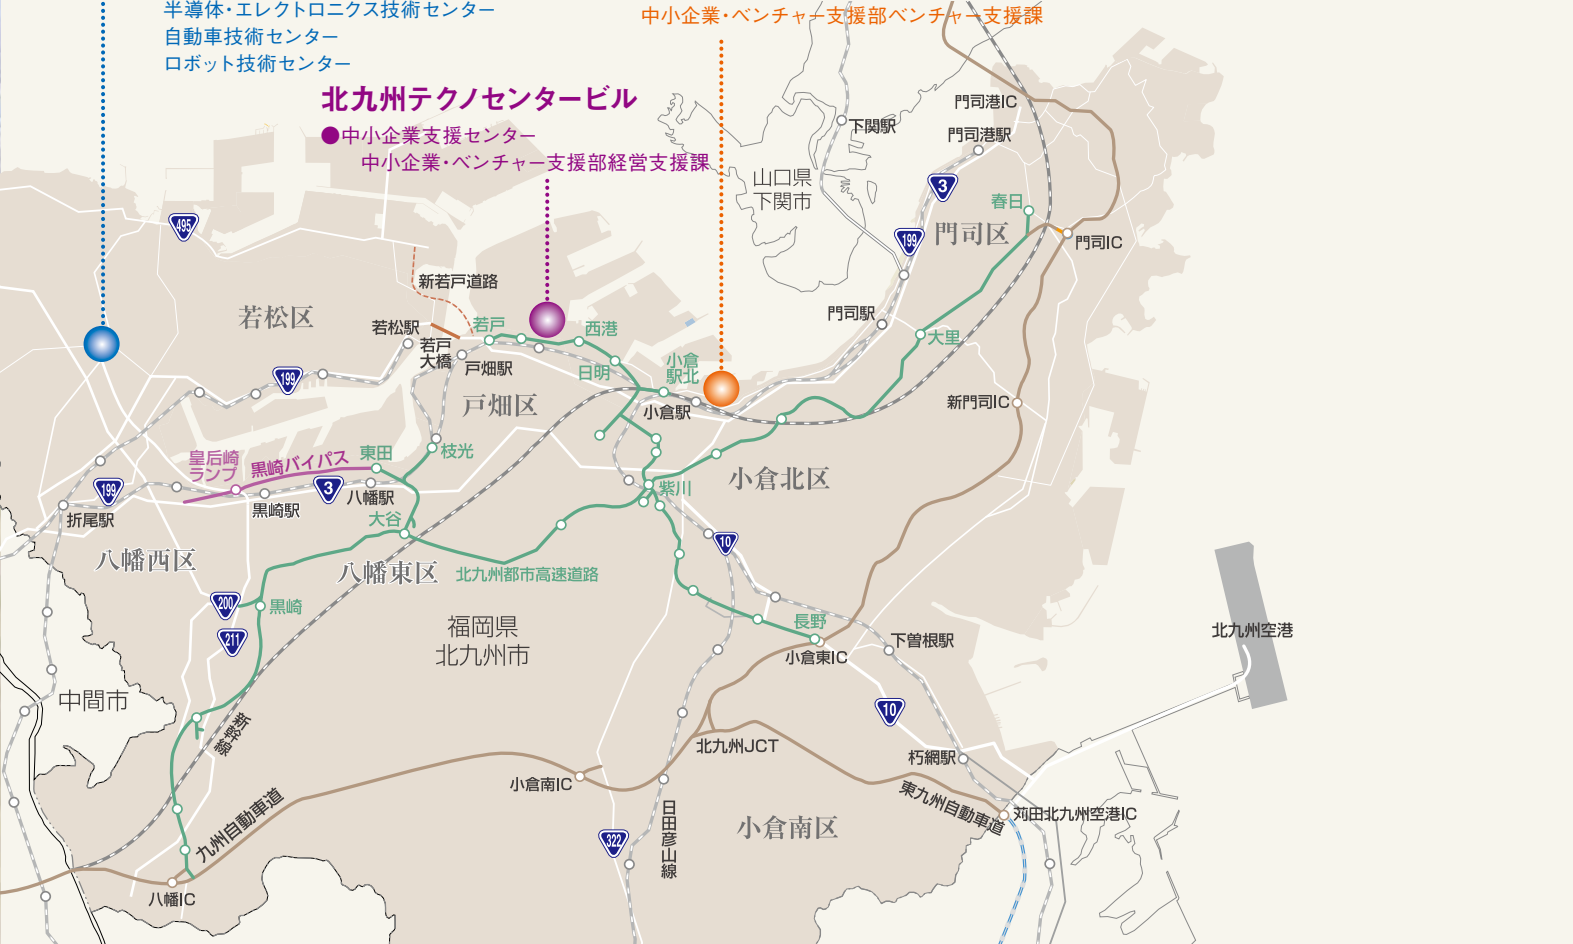 半導体・エレクトロニクス技術センター
自動車技術センター
ロボット技術センター
中小企業・ベンチャー支援部ベンチャー支援課
北九州テクノセンタービル
●中小企業支援センター
中小企業・ベンチャー支援部経営支援課
門司港IC
門司港駅
下関駅
山口県
下関市
3
春日
495
199
門司区
門司IC
新若戸道路
若松区
若松駅
若戸
西港
門司駅
大里
若戸
大橋
戸畑駅
日明
小倉
駅北
199
戸畑区
小倉駅
新門司IC
皇后崎
ランプ
黒崎バイパス
東田
枝光
小倉北区
199
3
八幡駅
紫川
折尾駅
黒崎駅
大谷
10
八幡西区
八幡東区
北九州都市高速道路
200
黒崎
211
福岡県
北九州市
長野
下曽根駅
北九州空港
小倉東IC
中間市
新幹線
10
北九州JCT
朽網駅
小倉南IC
東九州自動車道
九州自動車道
日田彦山線
苅田北九州空港IC
小倉南区
322
八幡IC